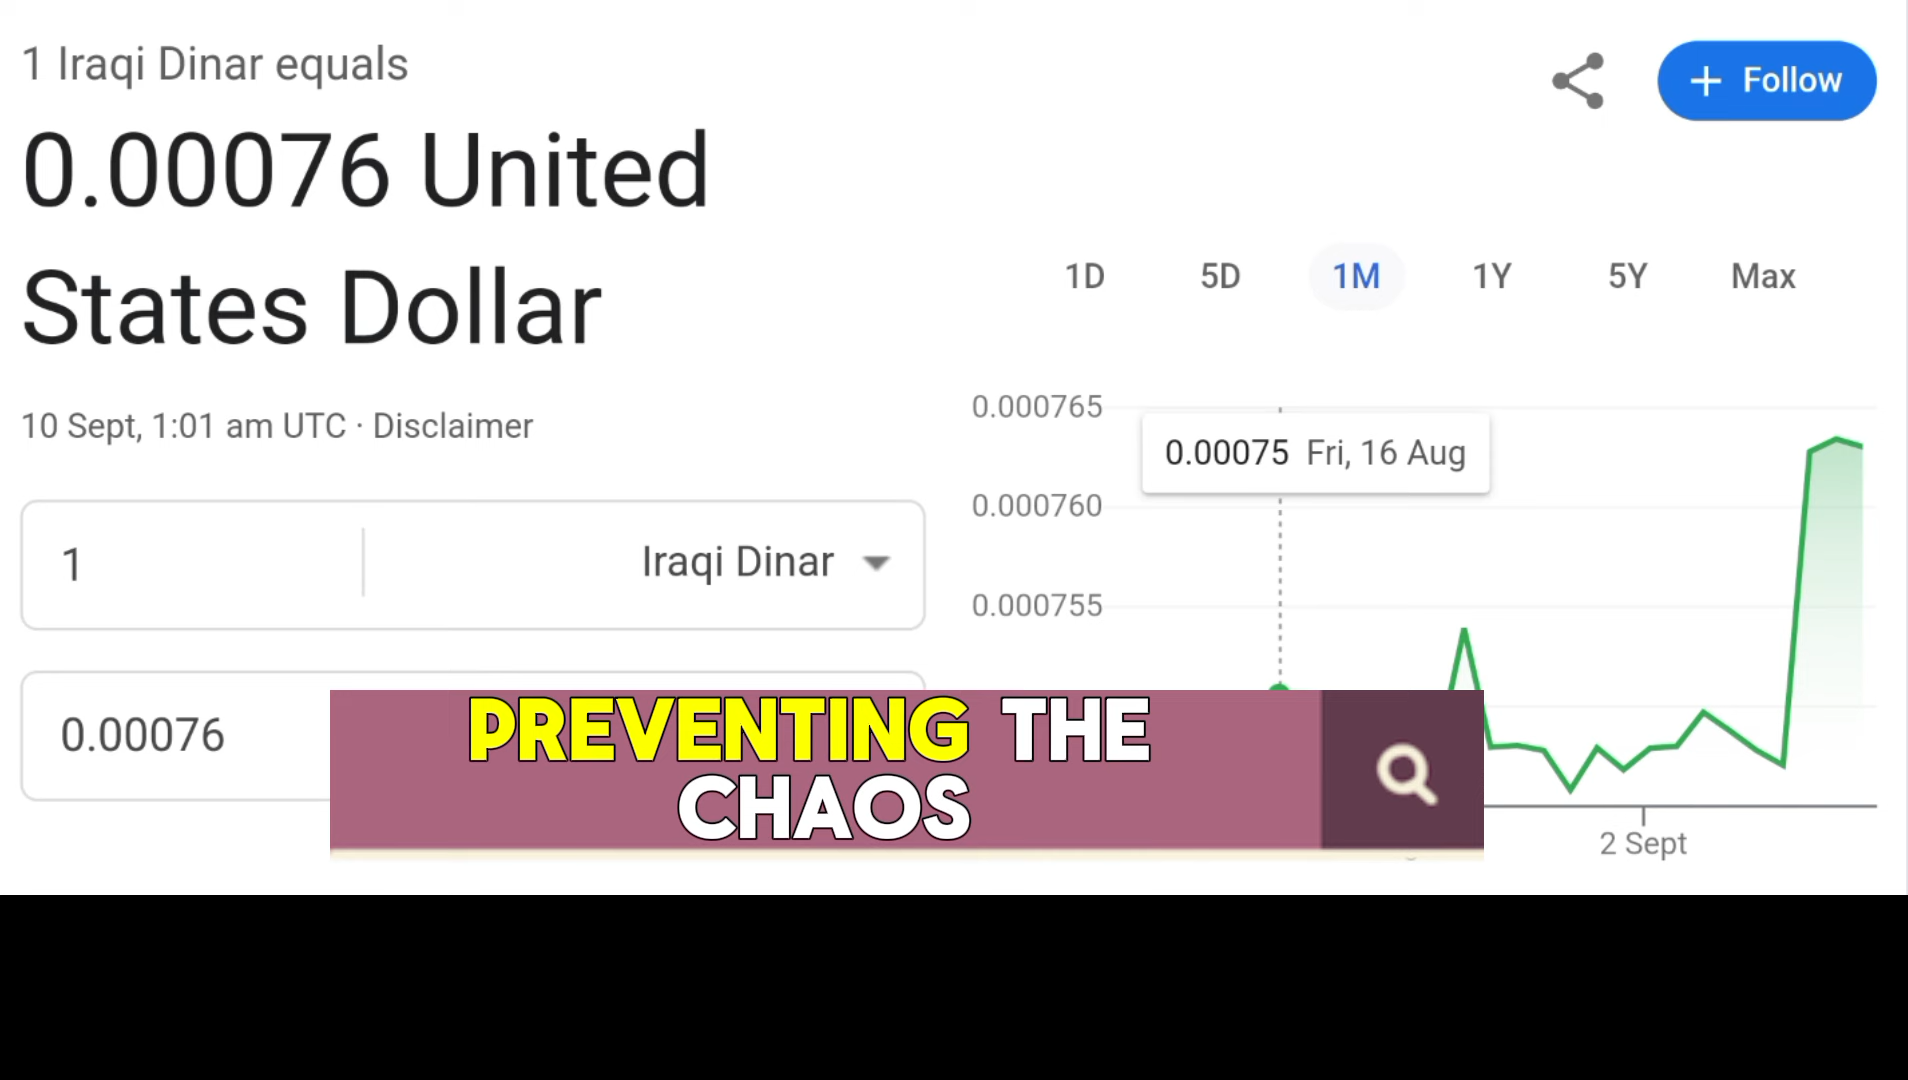 1 Iraqi Dinar equals
0.00076 United
States Dollar
10 Sept, 1:01 am UTC · Disclaimer
1
Iraqi Dinar
0.00076
+ Follow
1D 5D 1M 1Y 5Y Max
0.000765
0.00075 Fri, 16 Aug
0.000760
0.000755
2 Sept
PREVENTING THE
CHAOS